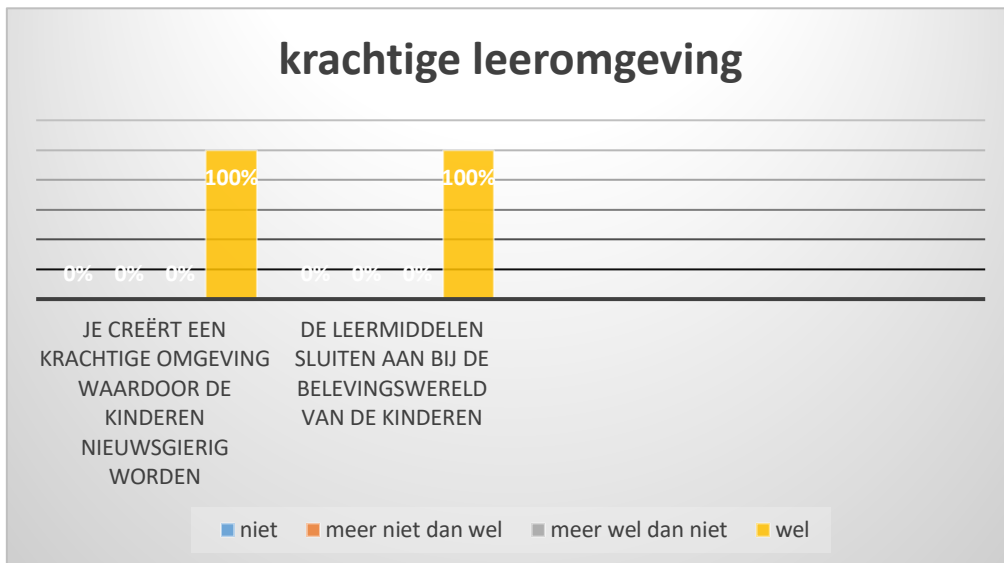 krachtige leeromgeving
100% 100%
0% 0% 0% 0% 0% 0%
JE CREËRT EEN
KRACHTIGE OMGEVING
WAARDOOR DE
KINDEREN
NIEUWSGIERIG
WORDEN
DE LEERMIDDELEN
SLUITEN AAN BIJ DE
BELEVINGSWERELD
VAN DE KINDEREN
niet meer niet dan wel meer wel dan niet wel